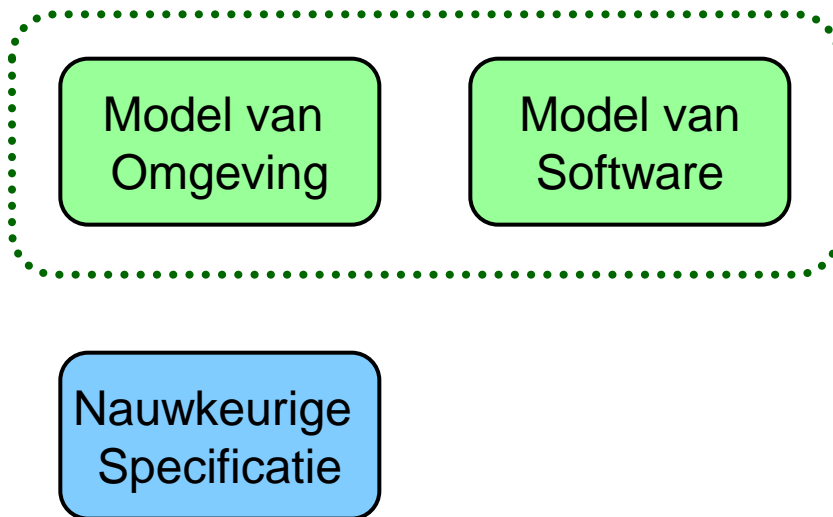 Model van
Omgeving
Model van
Software
Nauwkeurige
Specificatie